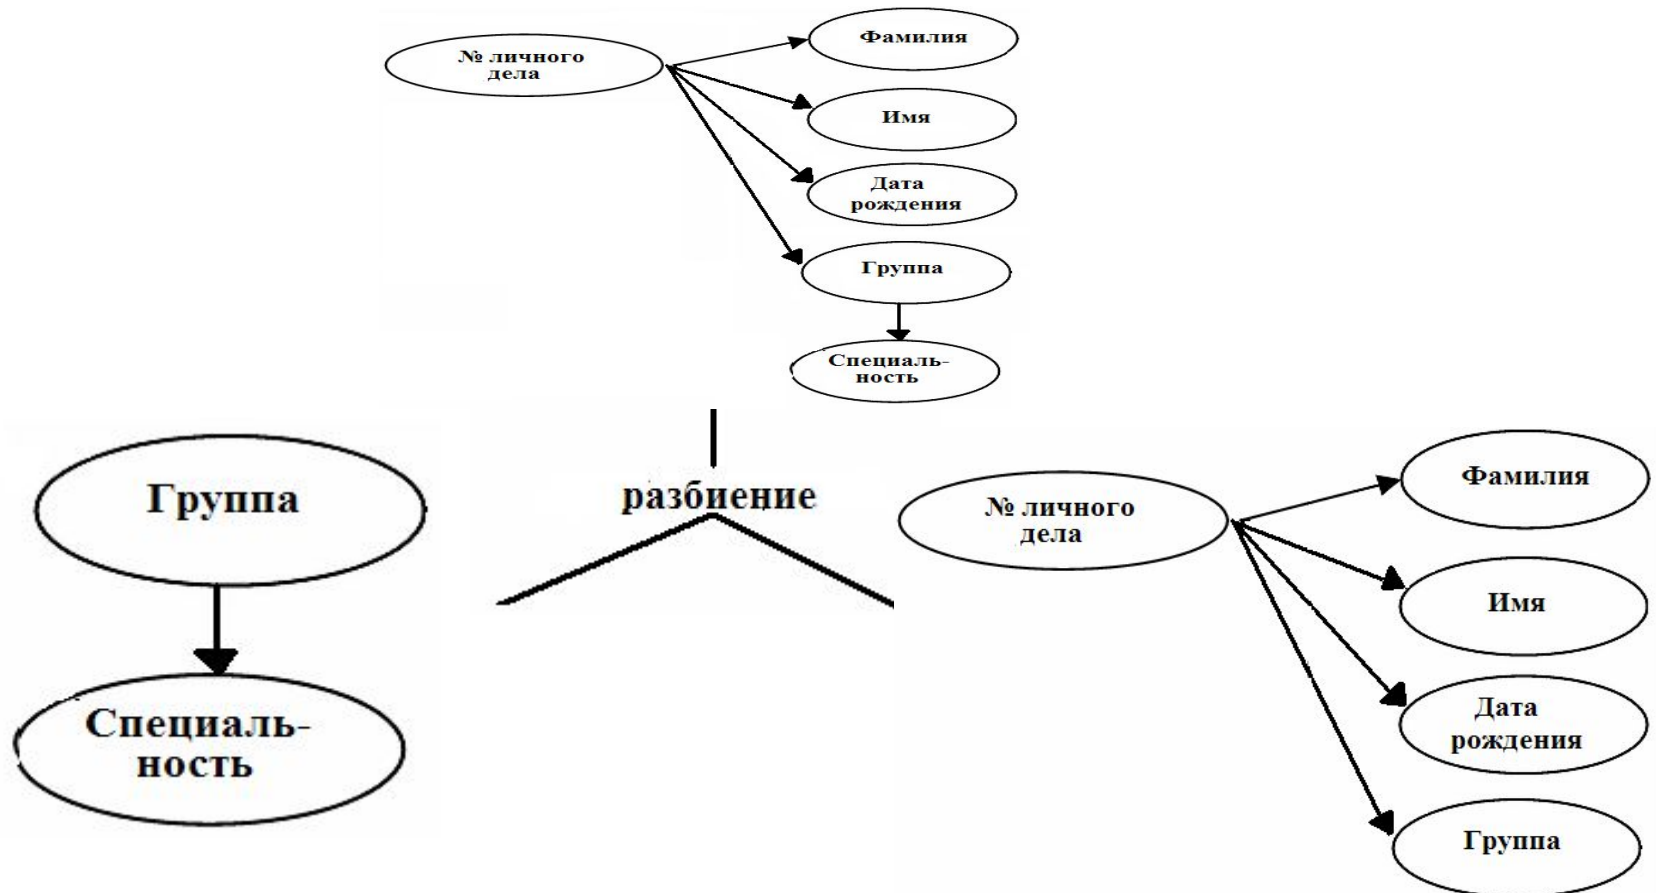 № личного
дела
Фамилия
Имя
Дата
рождения
Группа
Специаль-
ность
разбиение
Группа
Специаль-
ность
№ личного
дела
Фамилия
Имя
Дата
рождения
Группа